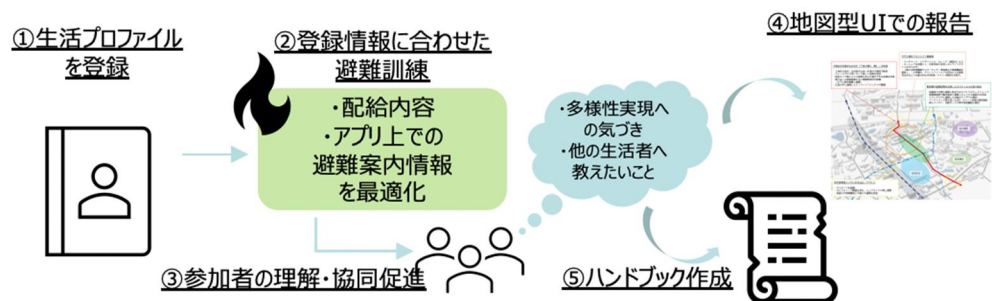 ①生活プロファイル
を登録
②登録情報に合わせた
避難訓練
・配給内容
・アプリ上での
避難案内情報
を最適化
③参加者の理解・協同促進
・多様性実現へ
の気づき
・他の生活者へ
教えたいこと
④地図型UIでの報告
⑤ハンドブック作成